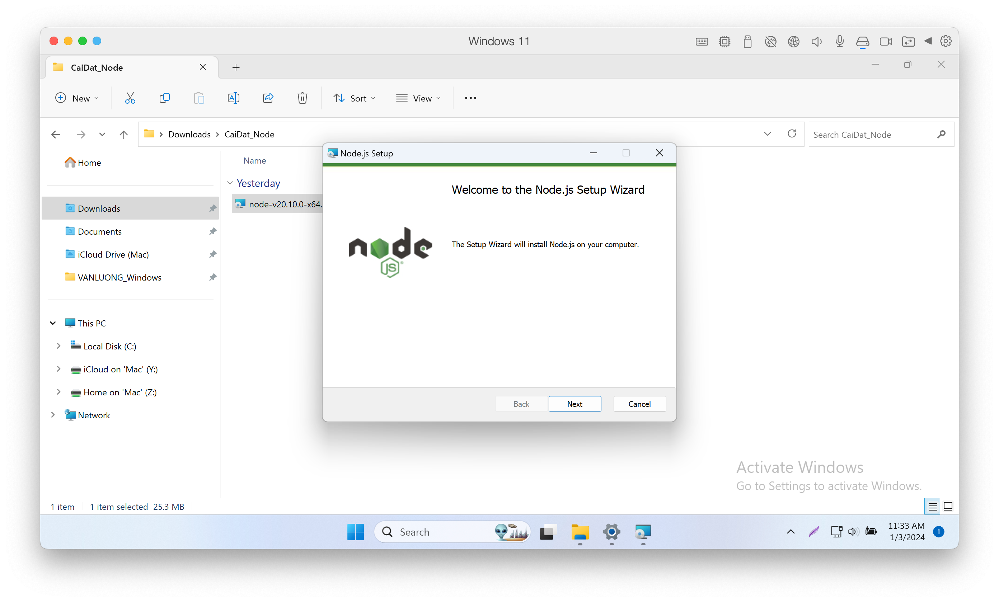 Windows 11
CaiDat_Node
New
Sort
View
Downloads
CaiDat_Node
Search CaiDat_Node
Home
Downloads
Documents
iCloud Drive (Mac)
VANLUONG_Windows
This PC
Local Disk (C:)
iCloud on 'Mac' (Y:)
Home on 'Mac' (Z:)
Network
Name
Yesterday
node-v20.10.0-x64.
Node.js Setup
Welcome to the Node.js Setup Wizard
node
JS
The Setup Wizard will install Node.js on your computer.
Back
Next
Cancel
Activate Windows
Go to Settings to activate Windows.
1 item
1 item selected 25.3 MB
Search
11:33 AM
1/3/2024
1